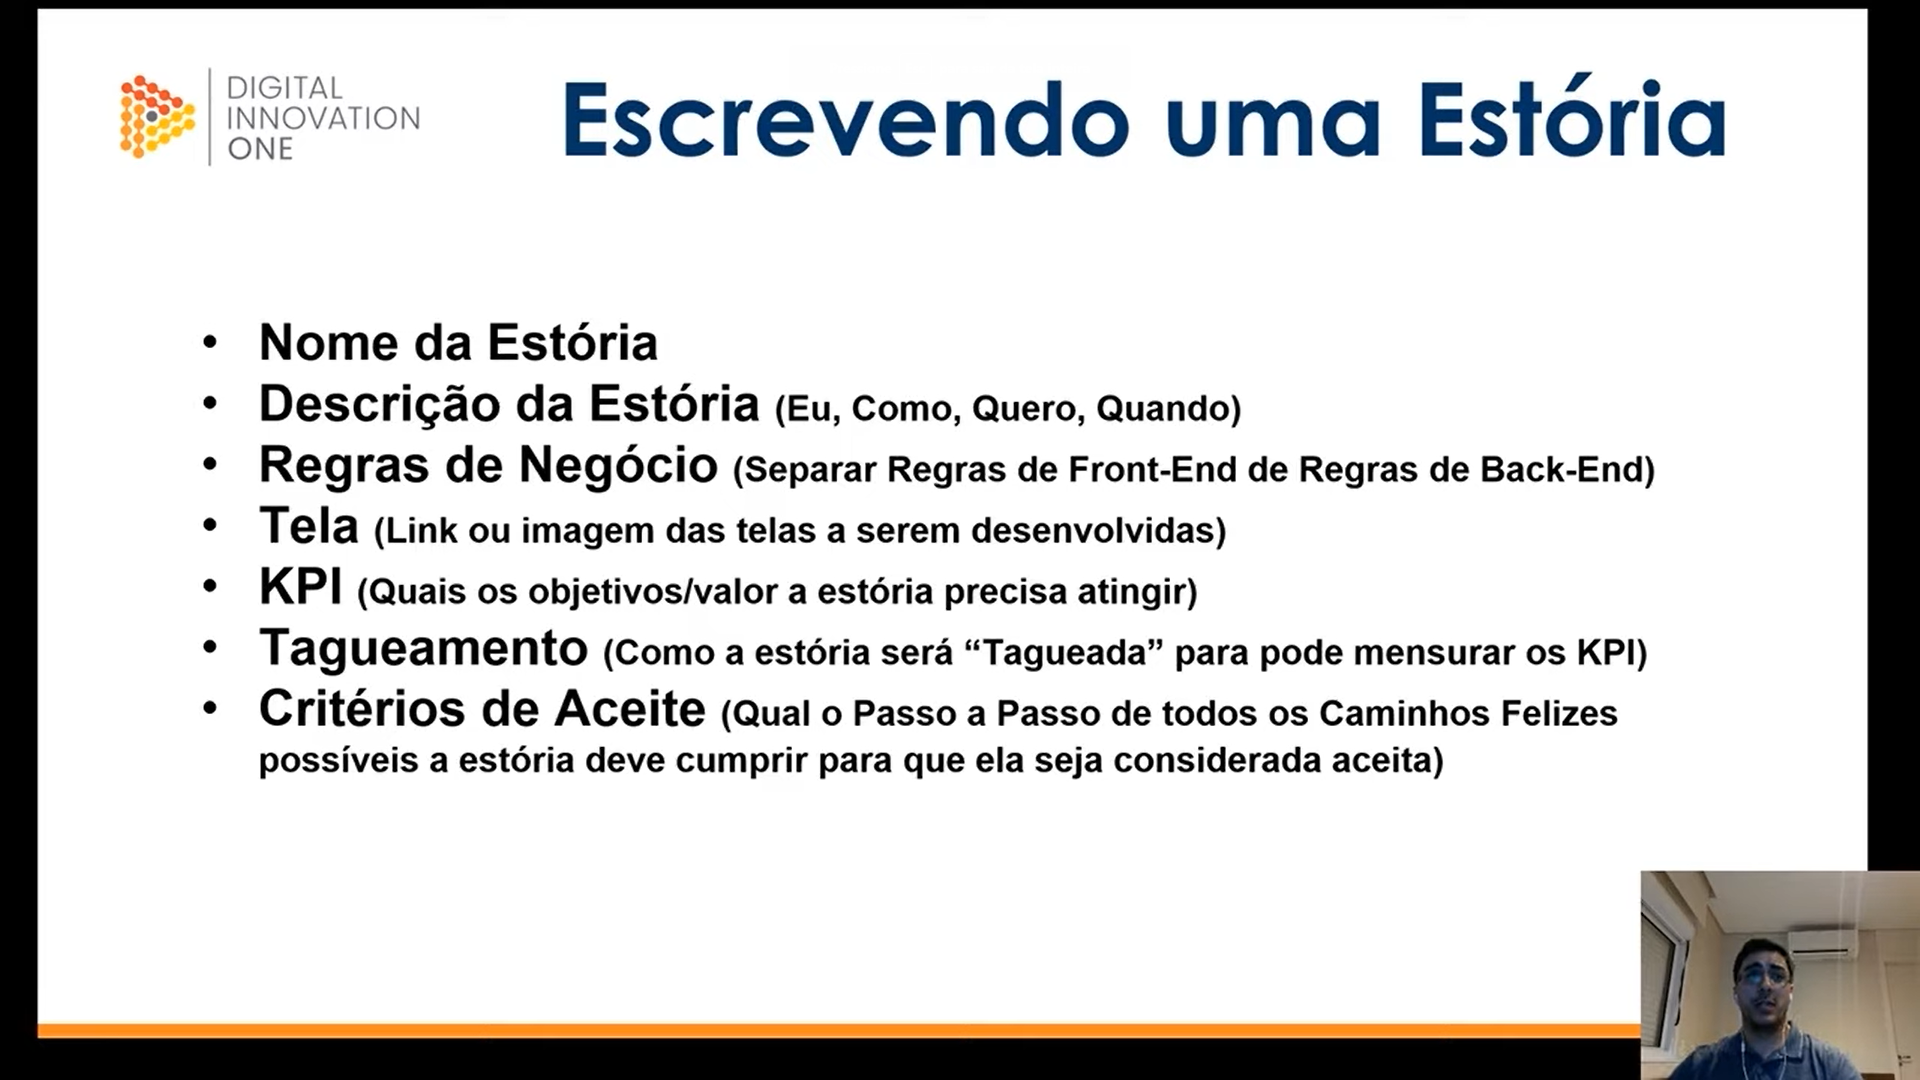 DIGITAL
INNOVATION
ONE
Escrevendo uma Estória
• Nome da Estória
• Descrição da Estória (Eu, Como, Quero, Quando)
• Regras de Negócio (Separar Regras de Front-End de Regras de Back-End)
• Tela (Link ou imagem das telas a serem desenvolvidas)
• KPI (Quais os objetivos/valor a estória precisa atingir)
• Tagueamento (Como a estória será “Tagueada” para pode mensurar os KPI)
• Critérios de Aceite (Qual o Passo a Passo de todos os Caminhos Felizes
possíveis a estória deve cumprir para que ela seja considerada aceita)